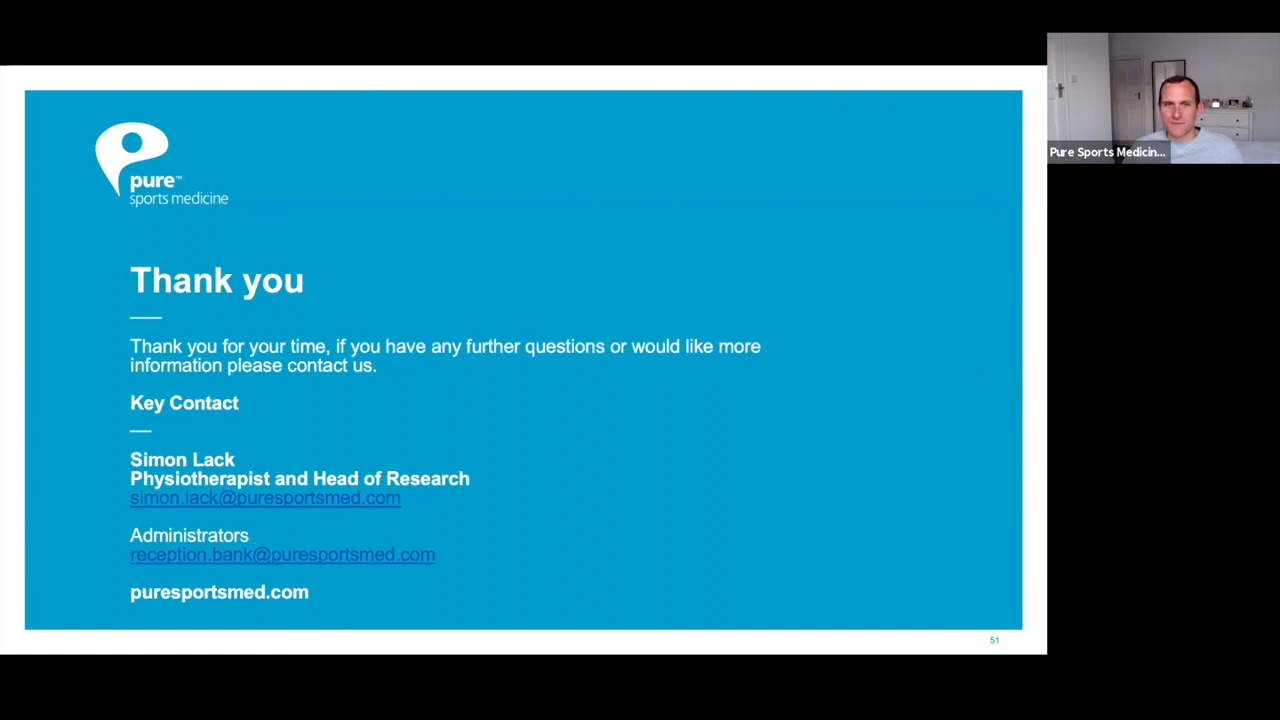 pure™
sports medicine
Pure Sports Medicin...
Thank you
Thank you for your time, if you have any further questions or would like more
information please contact us.
Key Contact
Simon Lack
Physiotherapist and Head of Research
simon.lack@puresportsmed.com
Administrators
reception.bank@puresportsmed.com
puresportsmed.com
51